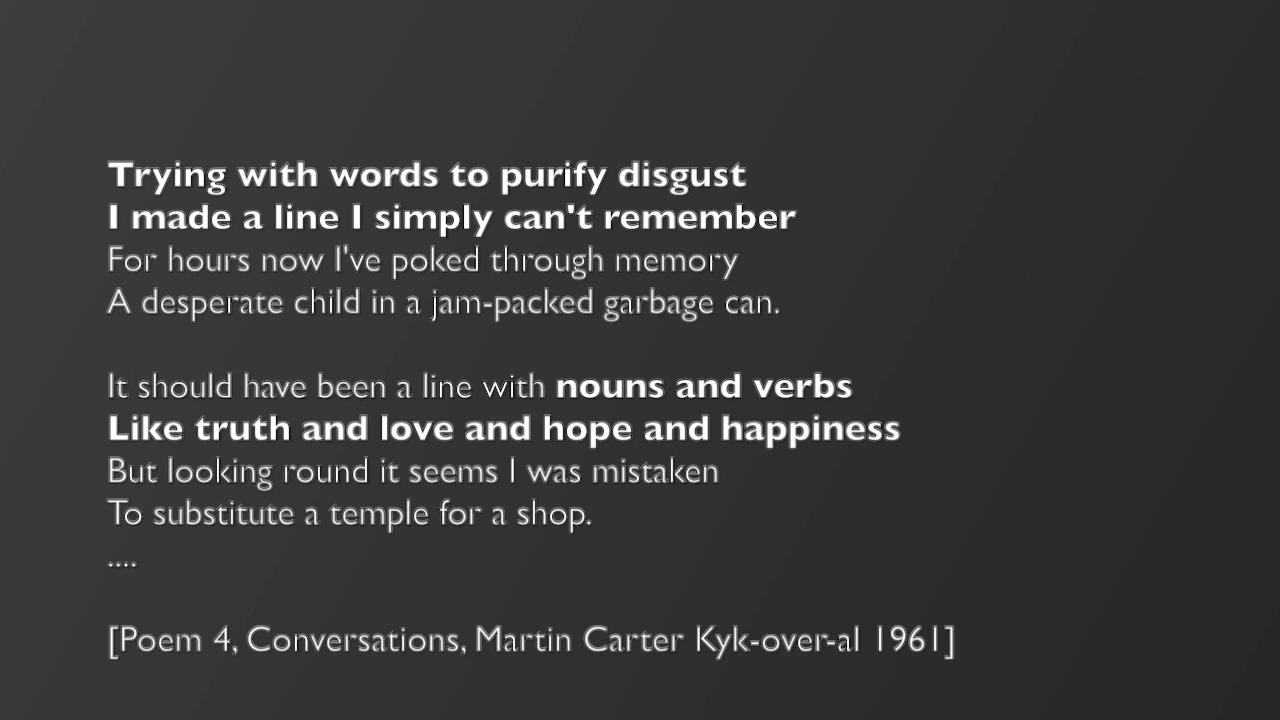 Trying with words to purify disgust
I made a line I simply can't remember
For hours now I've poked through memory
A desperate child in a jam-packed garbage can.
It should have been a line with nouns and verbs
Like truth and love and hope and happiness
But looking round it seems I was mistaken
To substitute a temple for a shop.
....
[Poem 4, Conversations, Martin Carter Kyk-over-al 1961]